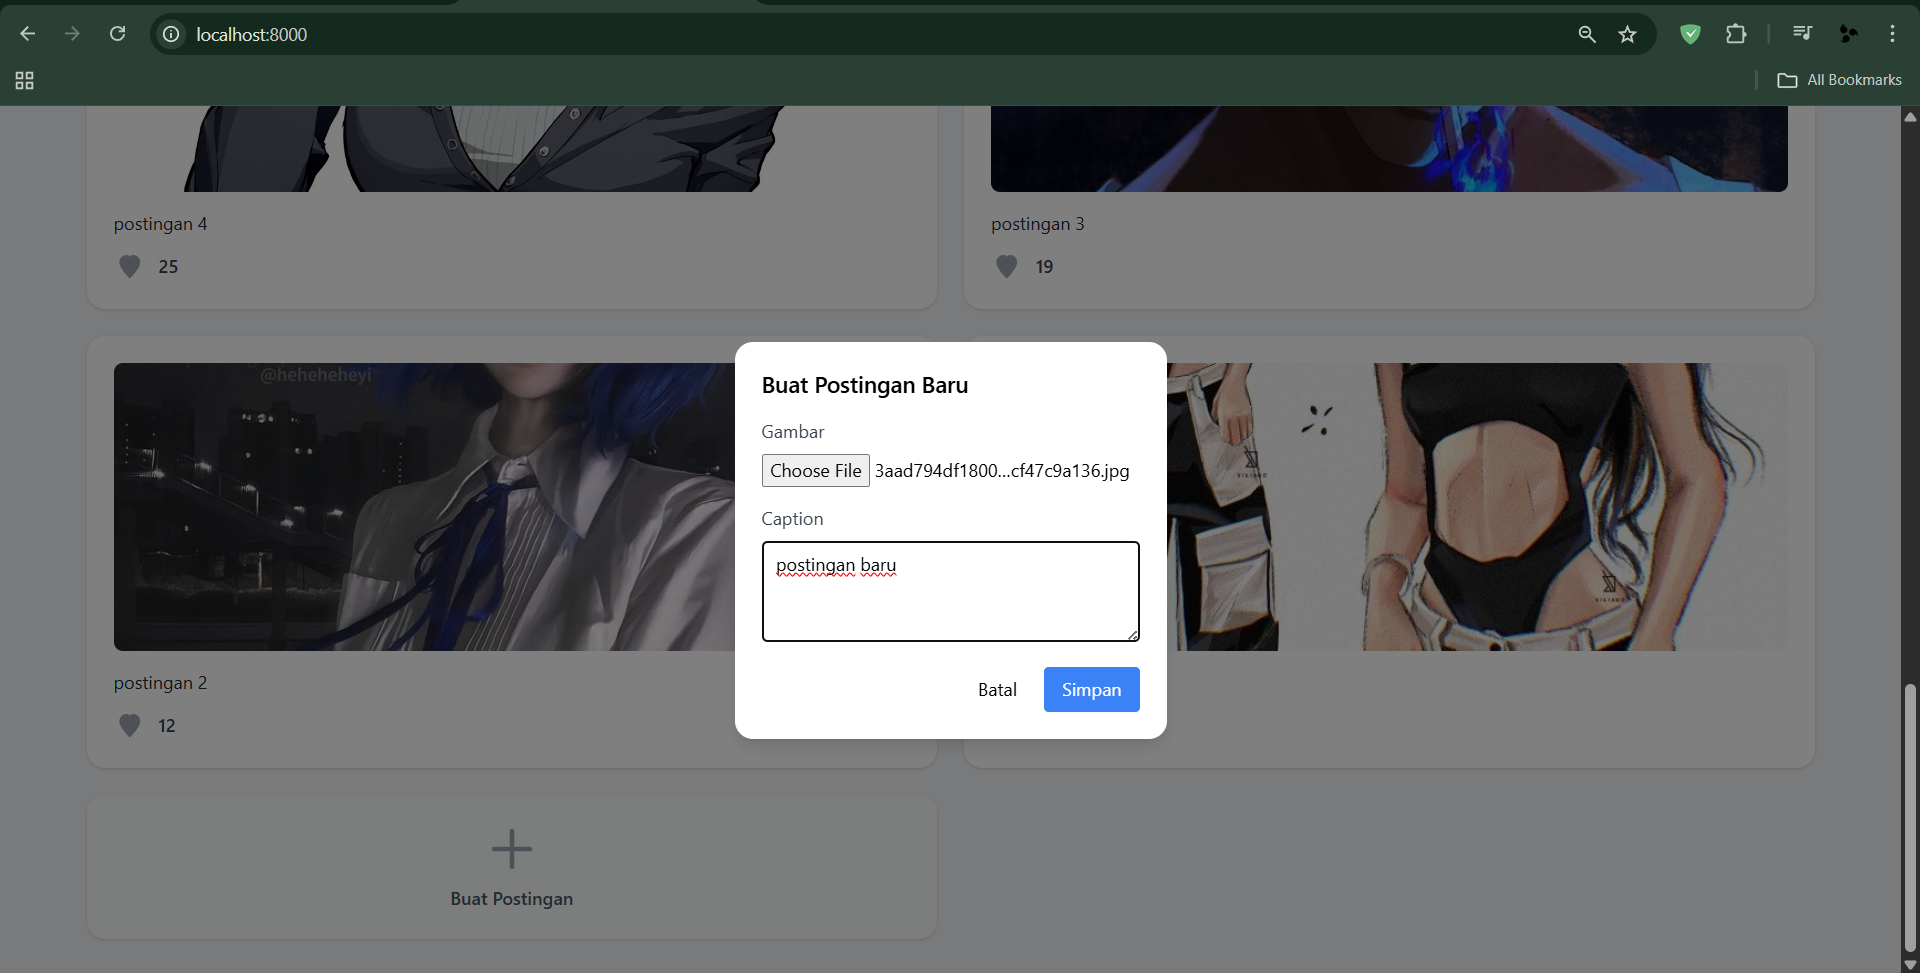 localhost:8000
All Bookmarks
postingan 4
25
postingan 3
19
@heheheheyi
postingan 2
12
Buat Postingan Baru
Gambar
Choose File 3aad794df1800...cf47c9a136.jpg
Caption
postingan baru
Batal
Simpan
Buat Postingan